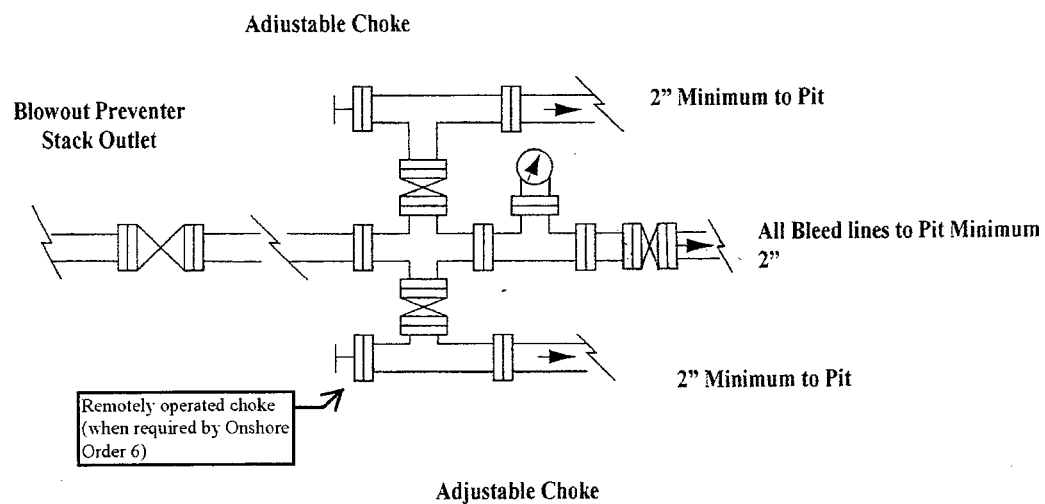 Adjustable Choke
2” Minimum to Pit
Blowout Preventer
Stack Outlet
All Bleed lines to Pit Minimum
2”
2” Minimum to Pit
Remotely operated choke
(when required by Onshore
Order 6)
Adjustable Choke